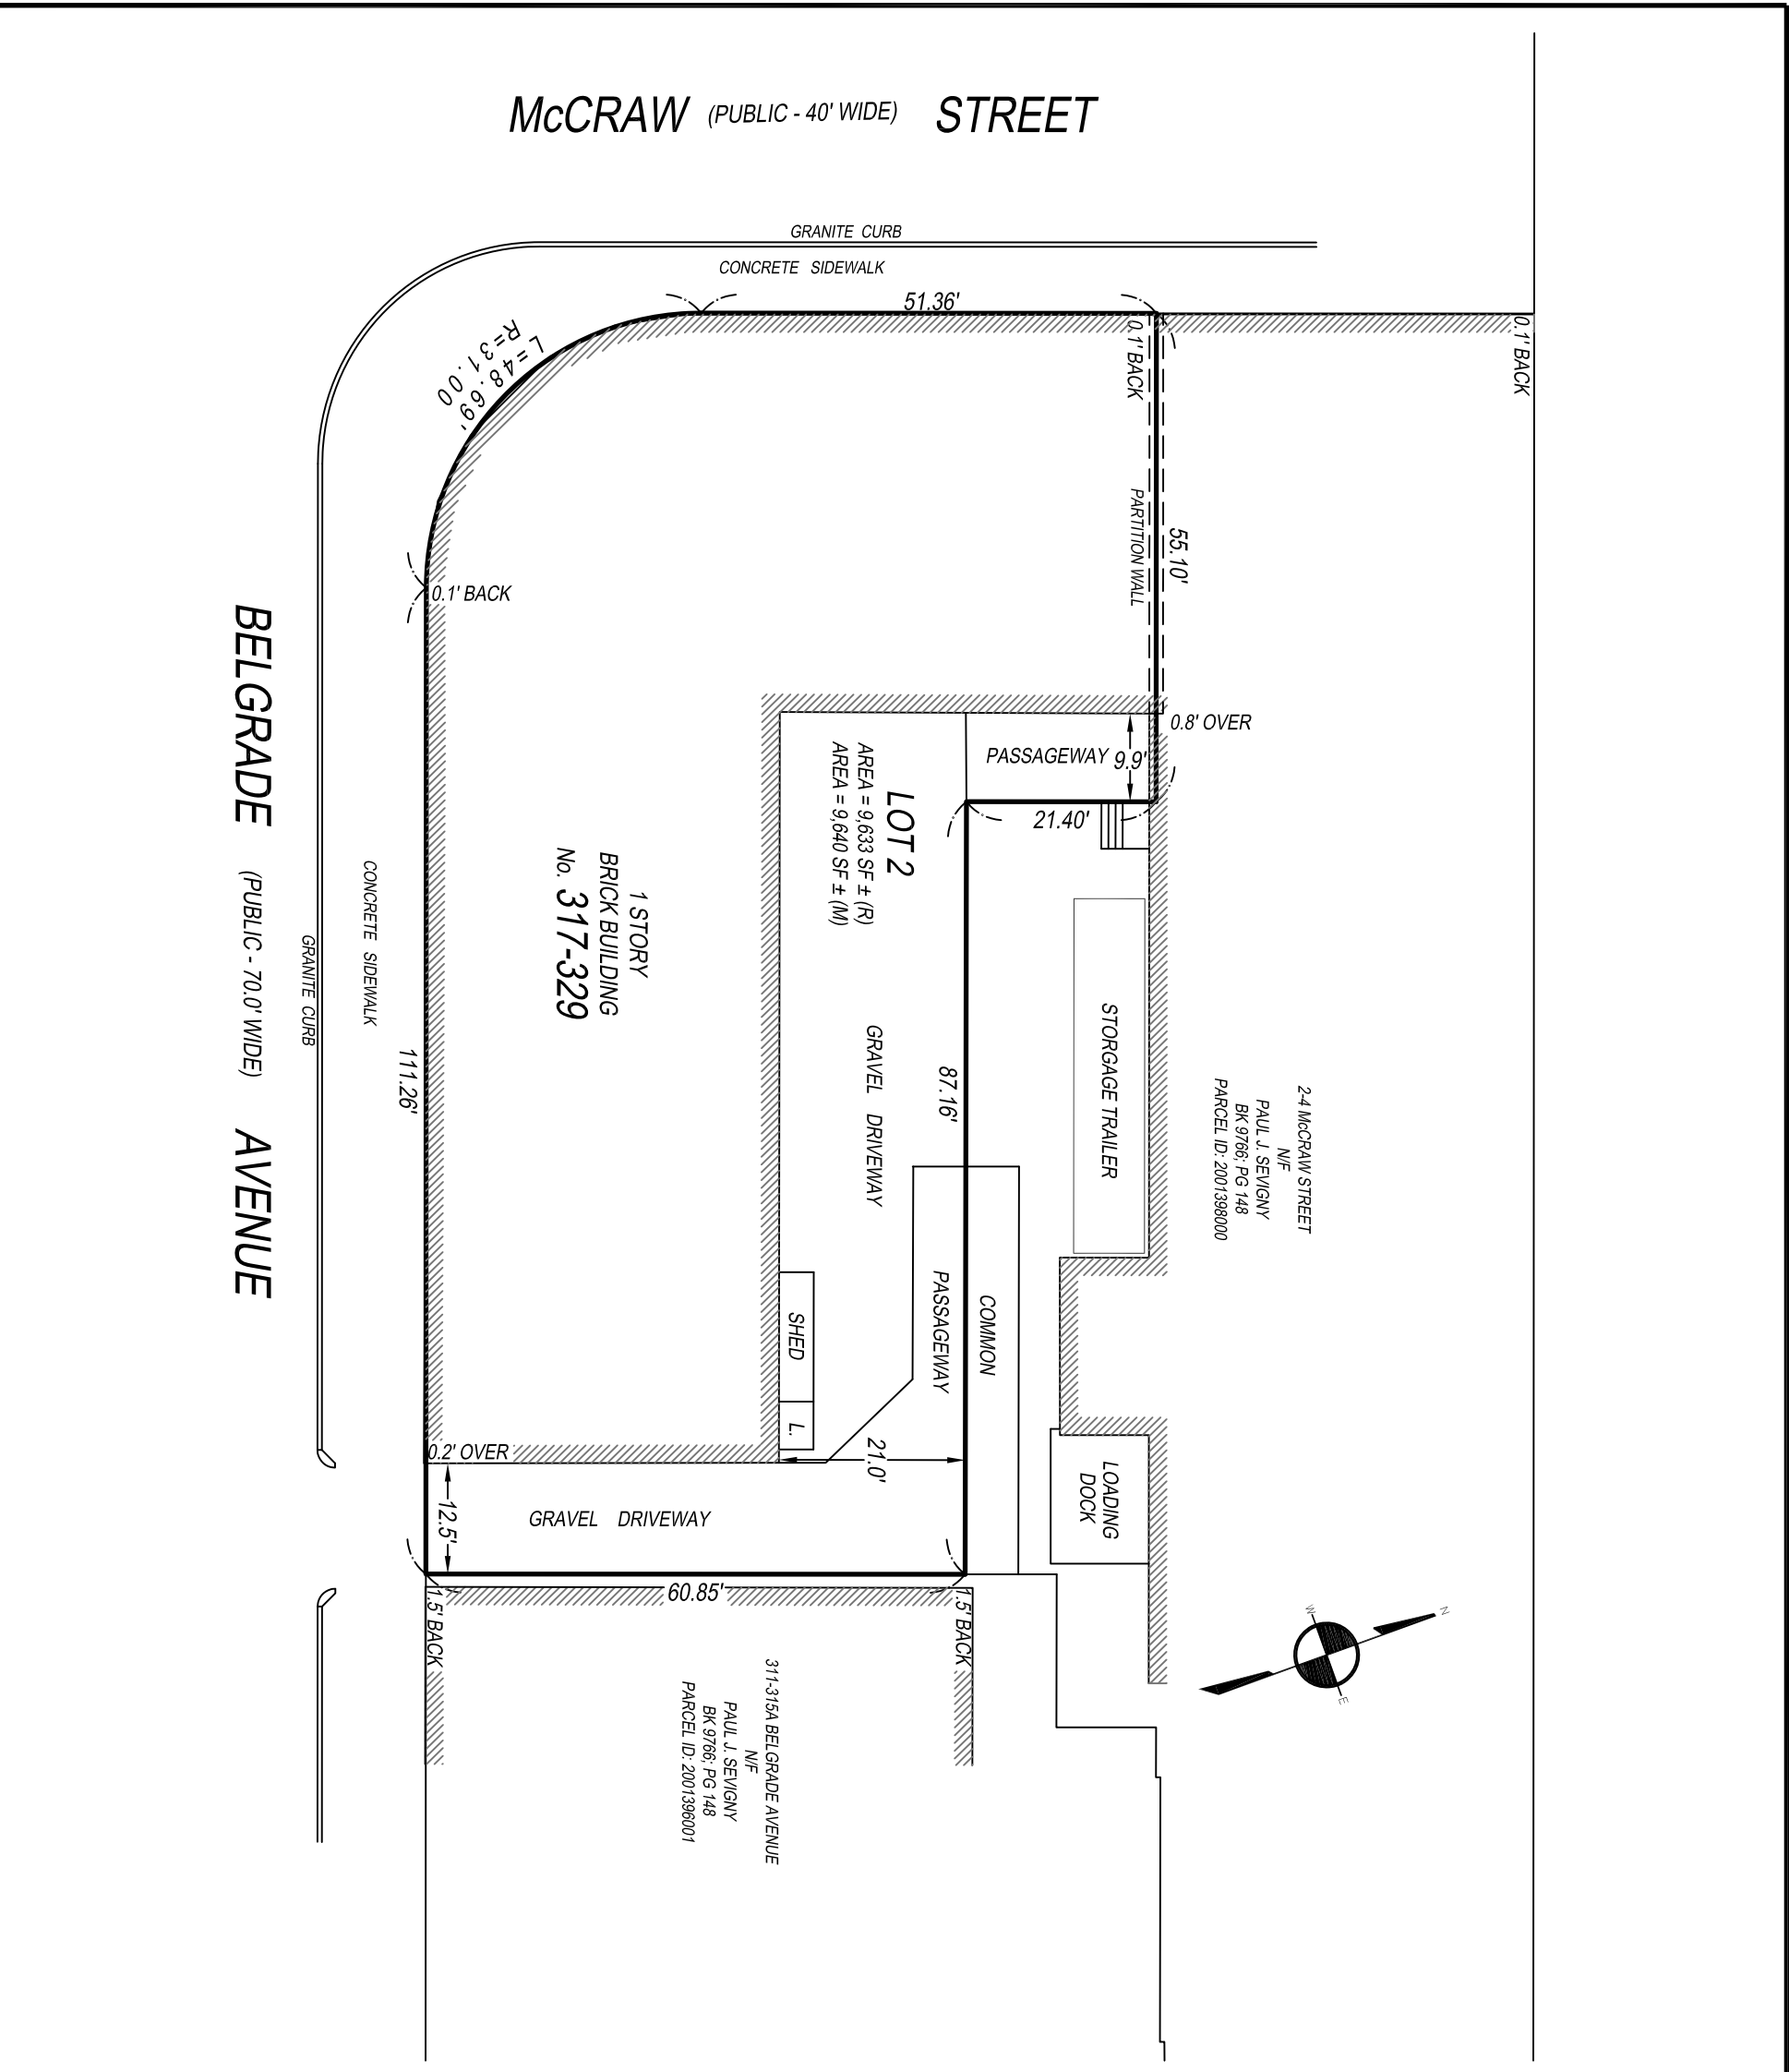 McCRAW (PUBLIC - 40' WIDE) STREET
GRANITE CURB
CONCRETE SIDEWALK
51.36'
0.1' BACK
0.1' BACK
L=48.69'
R=31.00
PARTITION WALL
55.10'
0.1' BACK
0.8' OVER
PASSAGEWAY 9.9'
21.40'
LOT 2
AREA = 9,633 SF ± (R)
AREA = 9,640 SF ± (M)
1 STORY
BRICK BUILDING
No. 317-329
BELGRADE (PUBLIC - 70.0' WIDE) AVENUE
GRANITE CURB
CONCRETE SIDEWALK
111.26'
GRAVEL DRIVEWAY
87.16'
STORGAGE TRAILER
2-4 McCRAW STREET
N/F
PAUL J. SEVIGNY
BK 9766; PG 148
PARCEL ID: 2001398000
COMMON
PASSAGEWAY
SHED
L.
21.0'
0.2' OVER
12.5'
GRAVEL DRIVEWAY
LOADING
DOCK
60.85'
1.5' BACK
1.5' BACK
311-315A BELGRADE AVENUE
N/F
PAUL J. SEVIGNY
BK 9766; PG 148
PARCEL ID: 2001396001
N
W
E